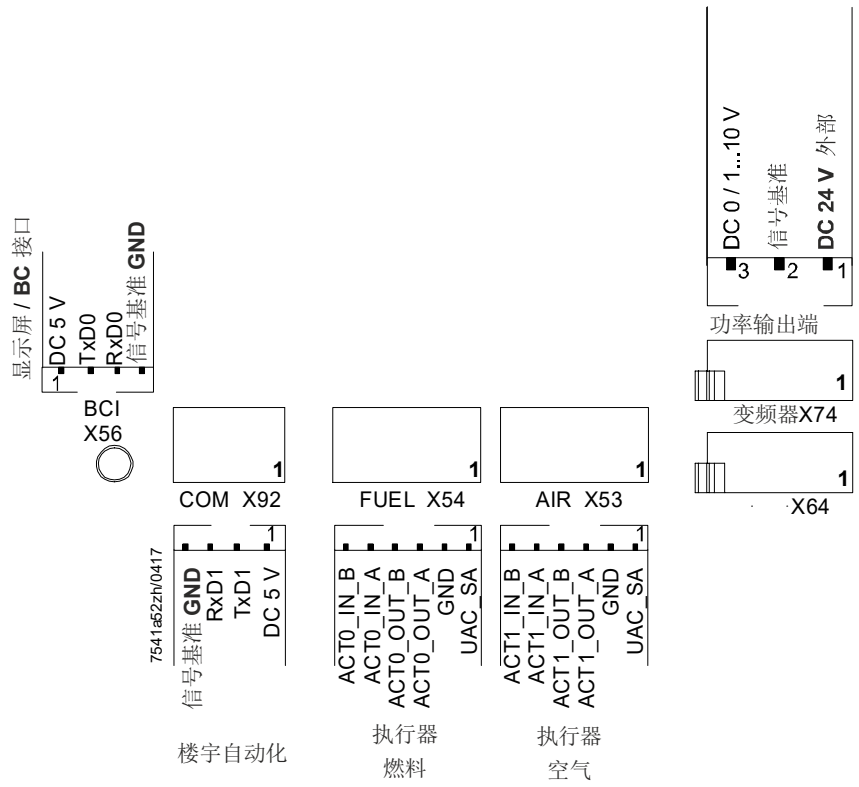 DC 0 / 1...10 V
信号基准
DC 24 V 外部
3 2 1
功率输出端
显示屏 / BC 接口
DC 5 V
TxD0
RxD0
信号基准 GND
1
BCI
X56
1
变频器X74
1
X64
1
COM X92
1
FUEL X54
1
AIR X53
7541a52zh/0417
1
信号基准 GND
RxD1
TxD1
DC 5 V
楼宇自动化
1
ACT0_IN_B
ACT0_IN_A
ACT0_OUT_B
ACT0_OUT_A
GND
UAC_SA
执行器
燃料
1
ACT1_IN_B
ACT1_IN_A
ACT1_OUT_B
ACT1_OUT_A
GND
UAC_SA
执行器
空气